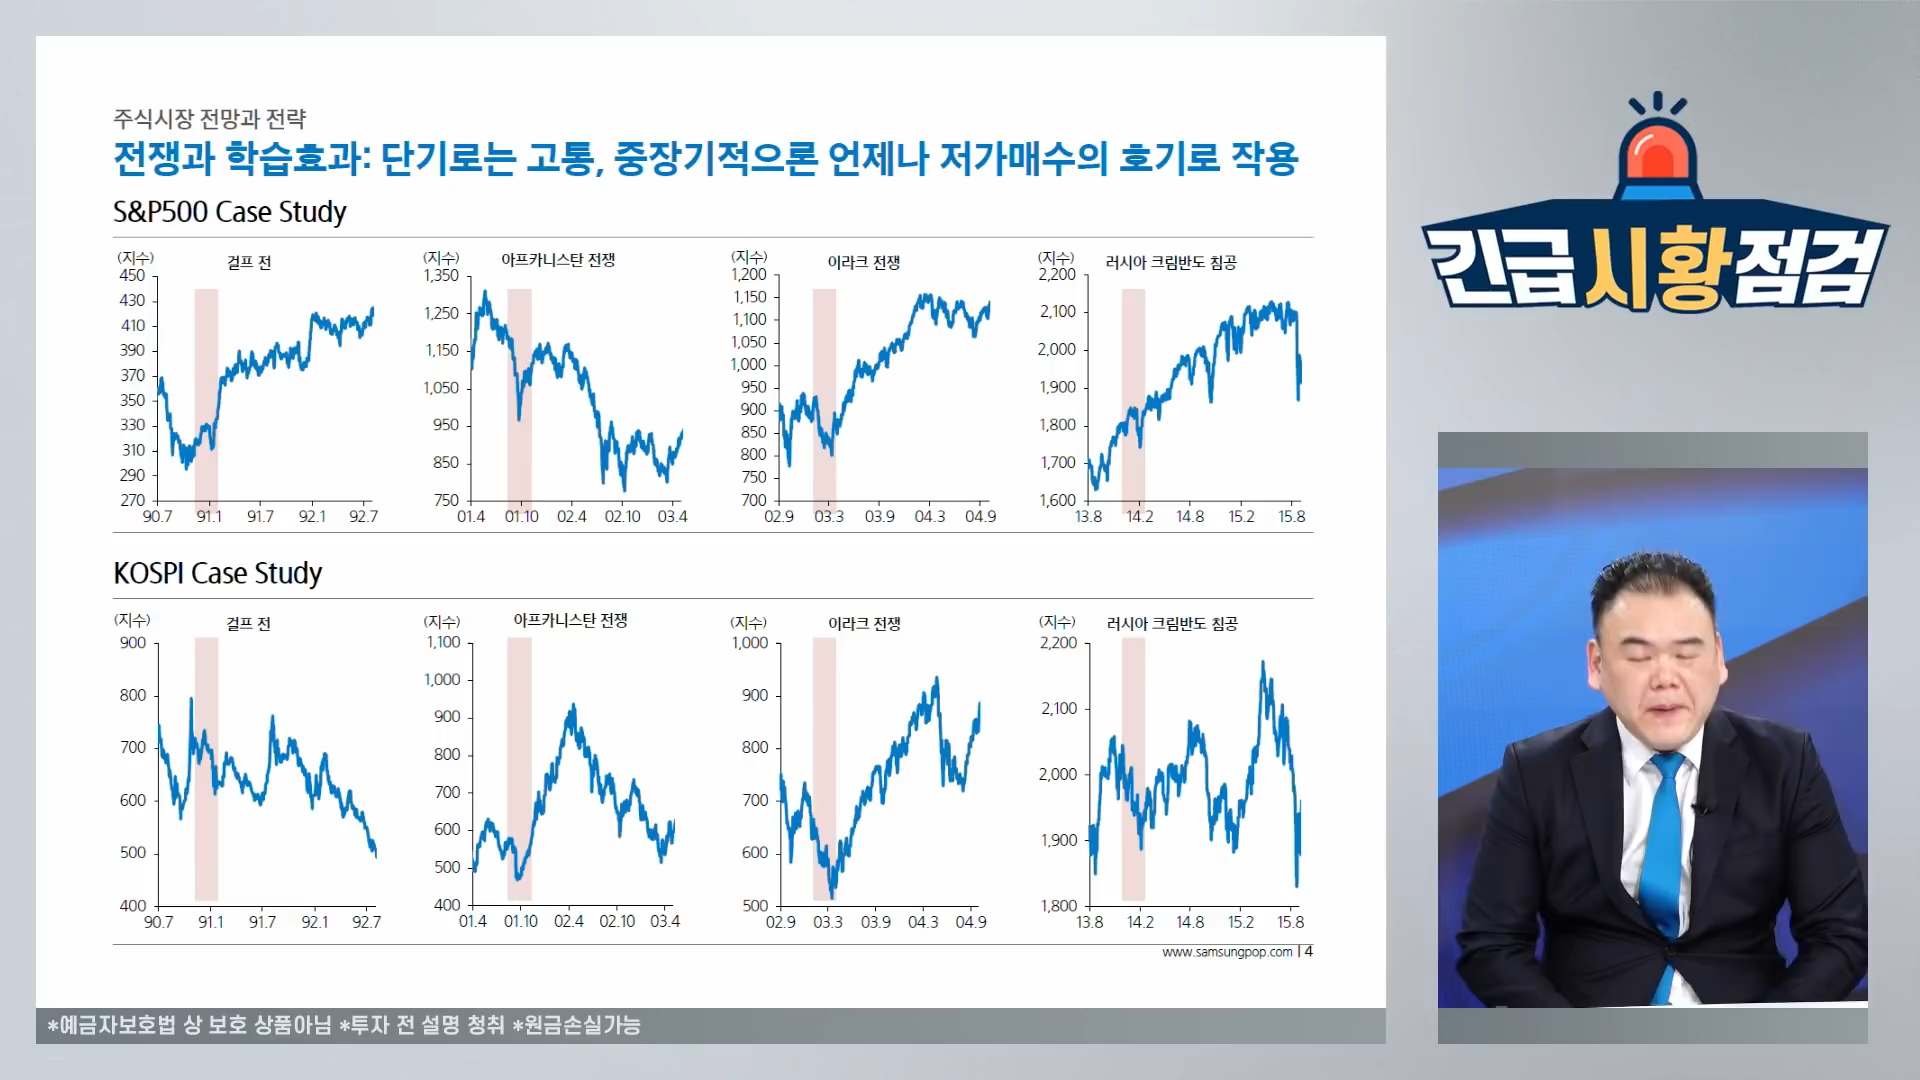 주식시장 전망과 전략
전쟁과 학습효과: 단기로는 고통, 중장기적으론 언제나 저가매수의 호기로 작용
S&P500 Case Study
(지수) 걸프 전
450
430
410
390
370
350
330
310
290
270
90.7 91.1 91.7 92.1 92.7
(지수) 아프카니스탄 전쟁
1,350
1,250
1,150
1,050
950
850
750
01.4 01.10 02.4 02.10 03.4
(지수) 이라크 전쟁
1,200
1,150
1,100
1,050
1,000
950
900
850
800
750
700
02.9 03.3 03.9 04.3 04.9
(지수) 러시아 크림반도 침공
2,200
2,100
2,000
1,900
1,800
1,700
1,600
13.8 14.2 14.8 15.2 15.8
KOSPI Case Study
(지수) 걸프 전
900
800
700
600
500
400
90.7 91.1 91.7 92.1 92.7
(지수) 아프카니스탄 전쟁
1,100
1,000
900
800
700
600
500
400
01.4 01.10 02.4 02.10 03.4
(지수) 이라크 전쟁
1,000
900
800
700
600
500
02.9 03.3 03.9 04.3 04.9
(지수) 러시아 크림반도 침공
2,200
2,100
2,000
1,900
1,800
13.8 14.2 14.8 15.2 15.8
www.samsungpop.com | 4
*예금자보호법 상 보호 상품아님 *투자 전 설명 청취 *원금손실가능
긴급시황점검